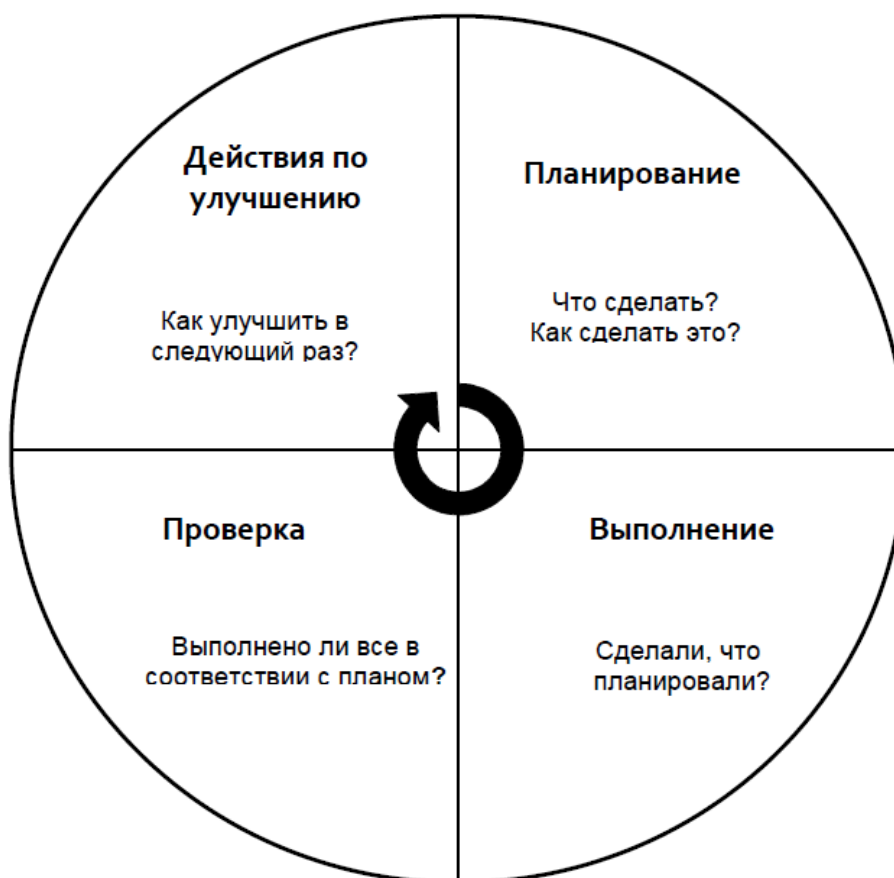 Действия по
улучшению
Как улучшить в
следующий раз?
Планирование
Что сделать?
Как сделать это?
Проверка
Выполнено ли все в
соответствии с планом?
Выполнение
Сделали, что
планировали?